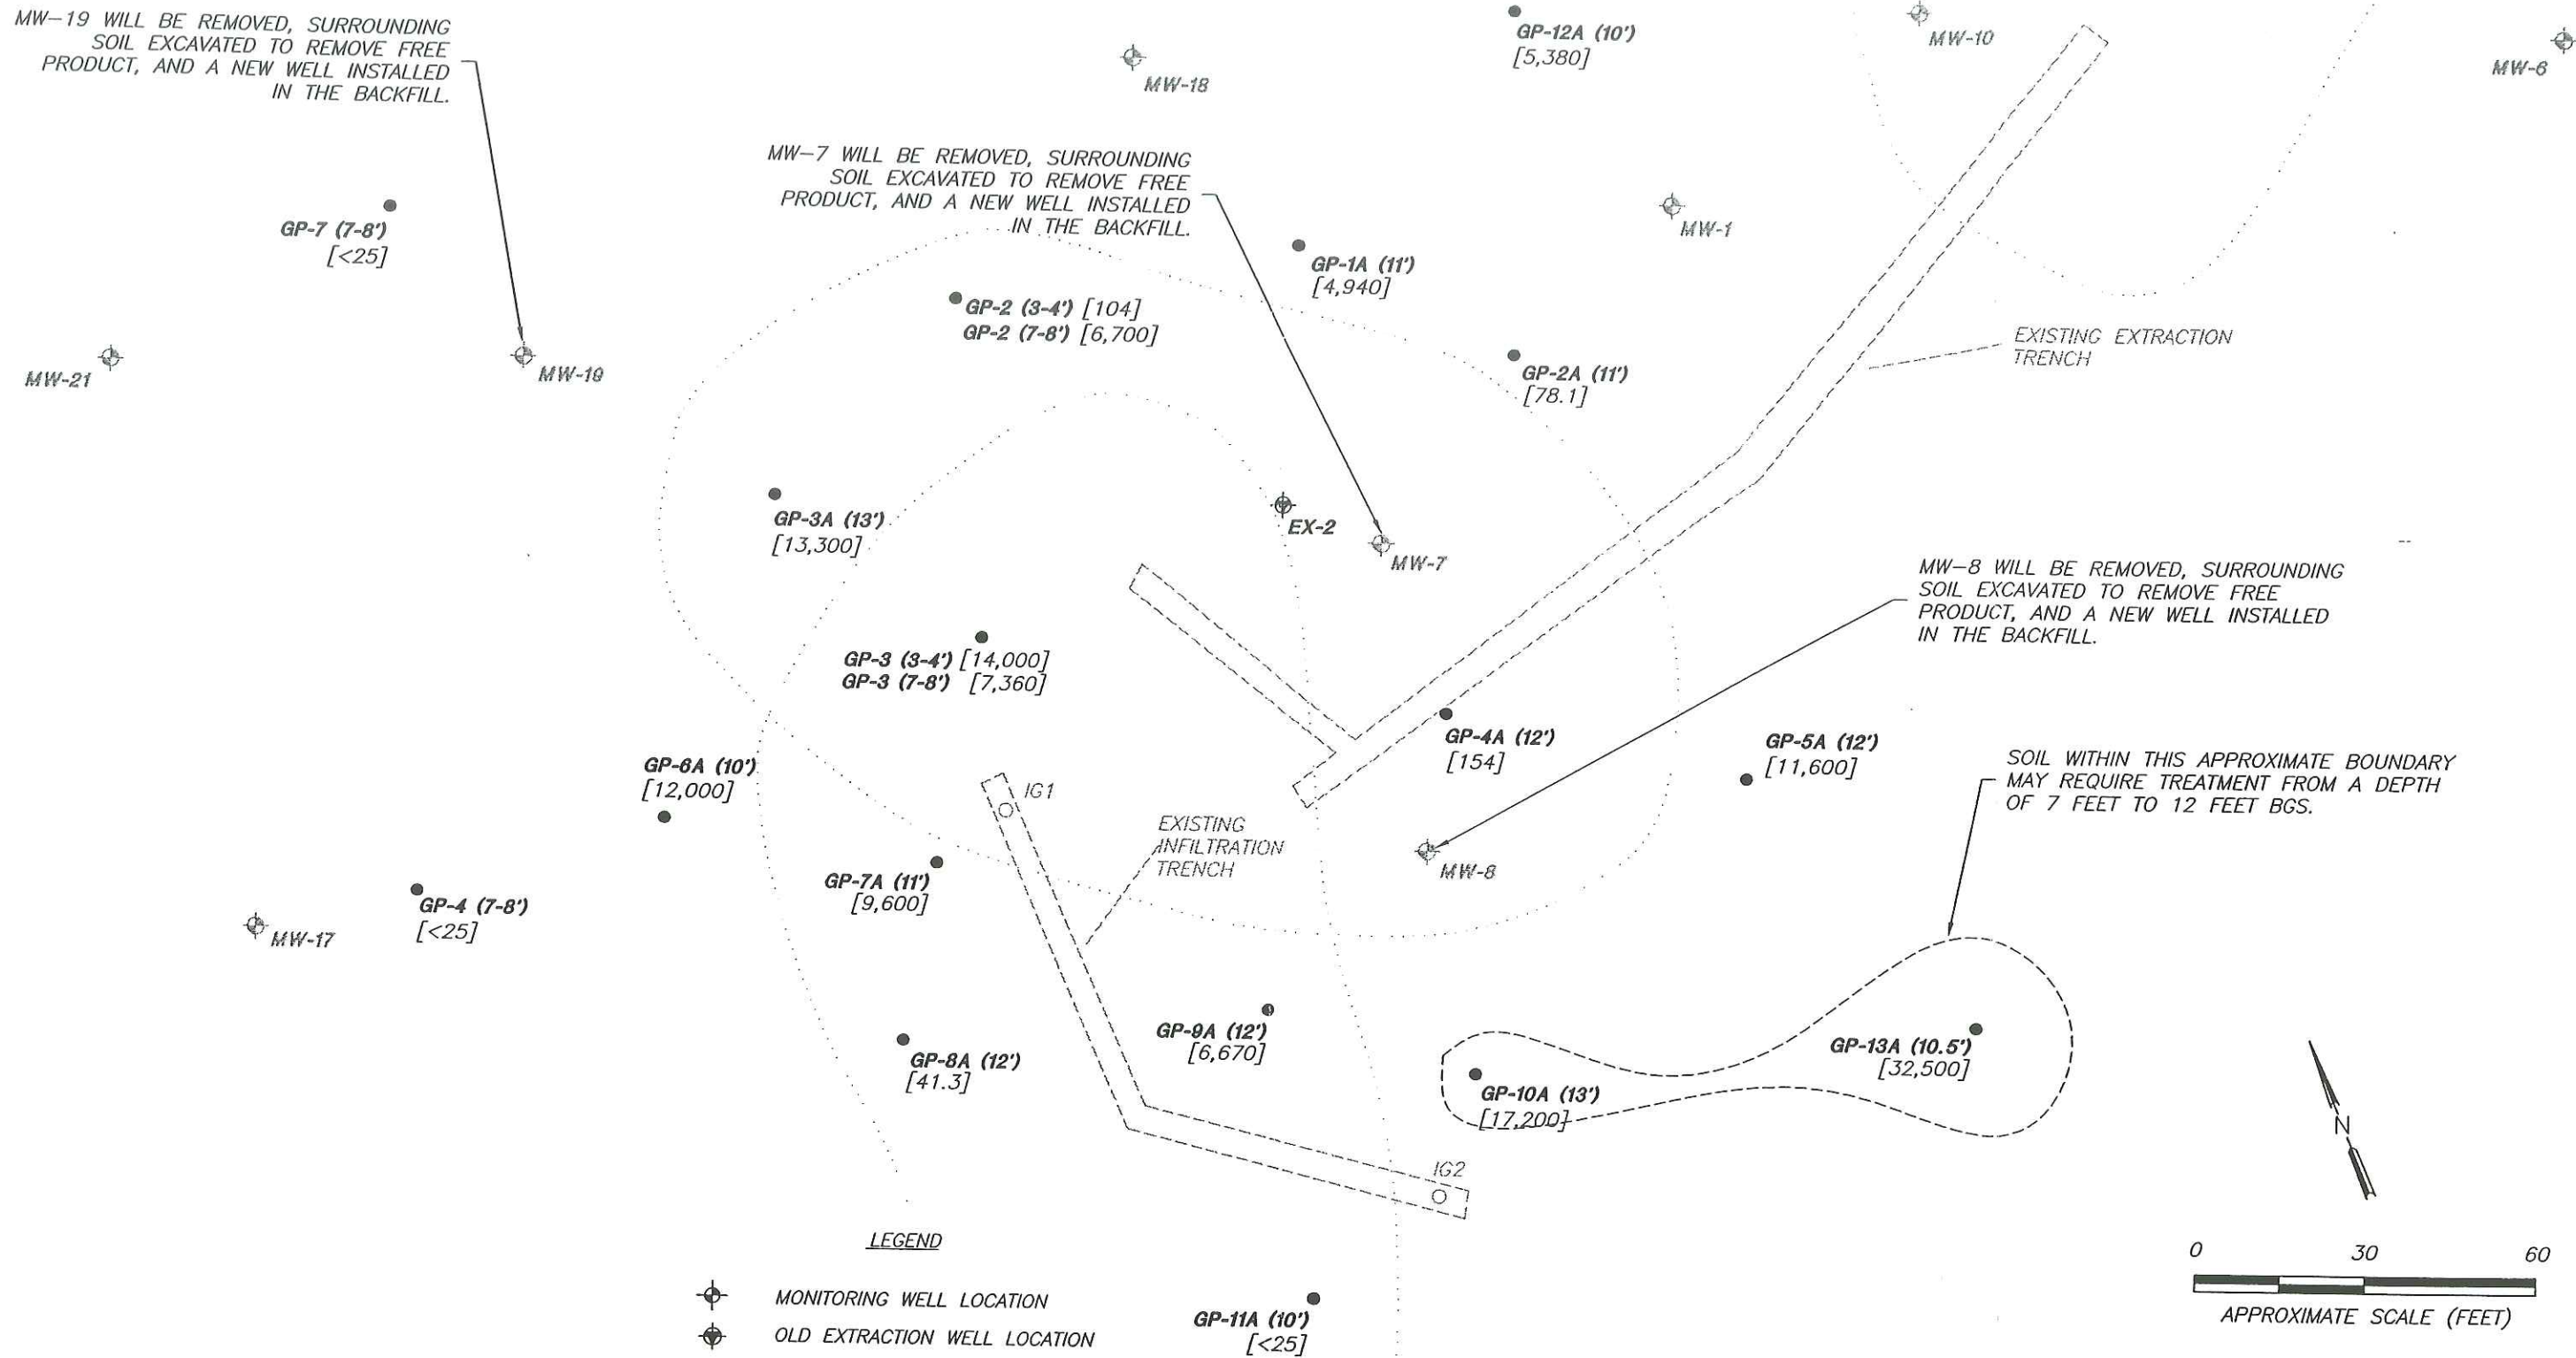 MW-19 WILL BE REMOVED, SURROUNDING
SOIL EXCAVATED TO REMOVE FREE
PRODUCT, AND A NEW WELL INSTALLED
IN THE BACKFILL.
MW-18
GP-12A (10')
[5,380]
MW-10
MW-6
MW-7 WILL BE REMOVED, SURROUNDING
SOIL EXCAVATED TO REMOVE FREE
PRODUCT, AND A NEW WELL INSTALLED
IN THE BACKFILL.
GP-7 (7-8')
[<25]
MW-1
GP-1A (11')
[4,940]
GP-2 (3-4') [104]
GP-2 (7-8') [6,700]
EXISTING EXTRACTION
TRENCH
MW-21
MW-19
GP-2A (11')
[78.1]
GP-3A (13')
[13,300]
EX-2
MW-7
MW-8 WILL BE REMOVED, SURROUNDING
SOIL EXCAVATED TO REMOVE FREE
PRODUCT, AND A NEW WELL INSTALLED
IN THE BACKFILL.
GP-3 (3-4') [14,000]
GP-3 (7-8') [7,360]
GP-4A (12')
[154]
GP-5A (12')
[11,600]
SOIL WITHIN THIS APPROXIMATE BOUNDARY
MAY REQUIRE TREATMENT FROM A DEPTH
OF 7 FEET TO 12 FEET BGS.
GP-6A (10')
[12,000]
IG1
EXISTING
INFILTRATION
TRENCH
MW-8
GP-7A (11')
[9,600]
GP-4 (7-8')
[<25]
MW-17
GP-9A (12')
[6,670]
GP-8A (12')
[41.3]
GP-13A (10.5')
[32,500]
GP-10A (13')
[17,200]
N
IG2
LEGEND
MONITORING WELL LOCATION
OLD EXTRACTION WELL LOCATION
GP-11A (10')
[<25]
0 30 60
APPROXIMATE SCALE (FEET)